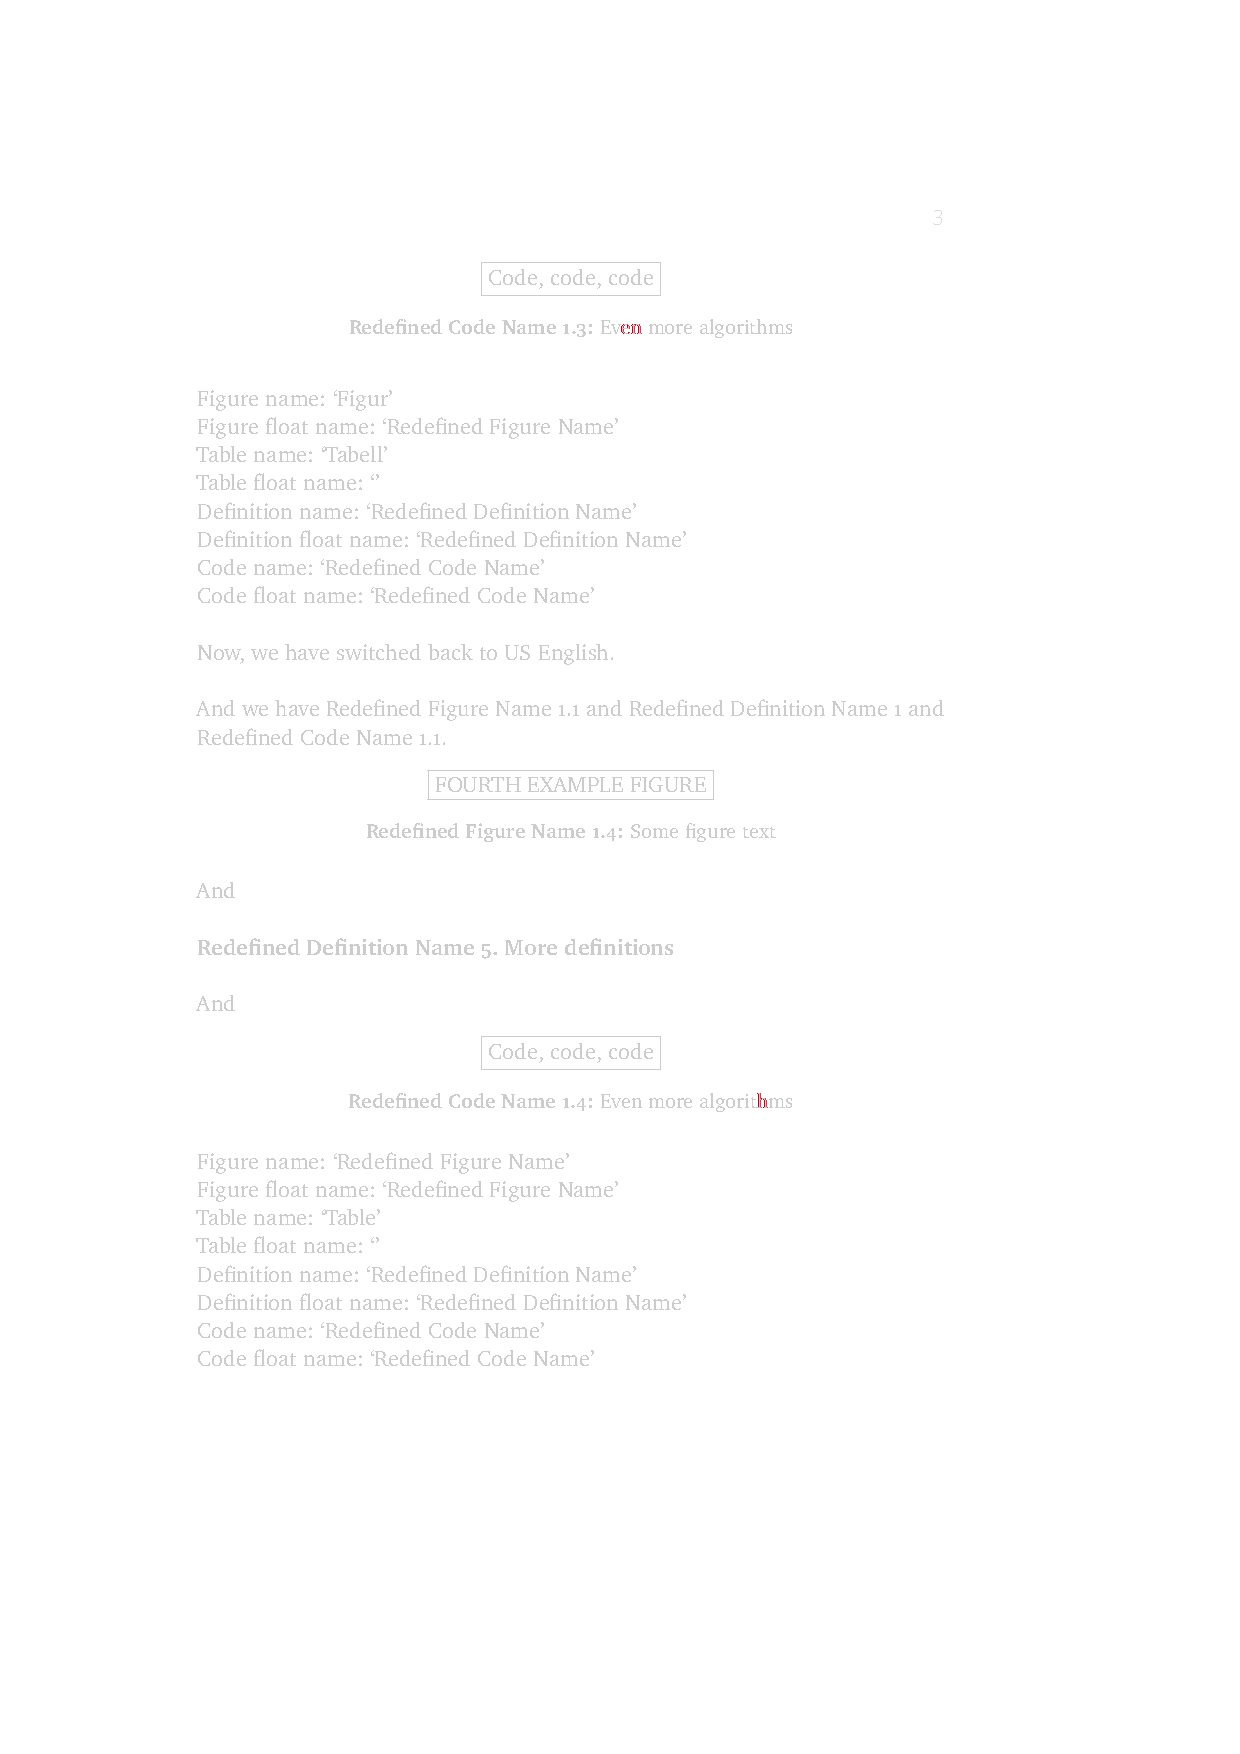 3
Code, code, code
Redefined Code Name 1.3: Even more algorithms
Figure name: ‘Figur’
Figure float name: ‘Redefined Figure Name’
Table name: ‘Tabell’
Table float name: ‘’
Definition name: ‘Redefined Definition Name’
Definition float name: ‘Redefined Definition Name’
Code name: ‘Redefined Code Name’
Code float name: ‘Redefined Code Name’
Now, we have switched back to US English.
And we have Redefined Figure Name 1.1 and Redefined Definition Name 1 and
Redefined Code Name 1.1.
FOURTH EXAMPLE FIGURE
Redefined Figure Name 1.4: Some figure text
And
Redefined Definition Name 5. More definitions
And
Code, code, code
Redefined Code Name 1.4: Even more algorithms
Figure name: ‘Redefined Figure Name’
Figure float name: ‘Redefined Figure Name’
Table name: ‘Table’
Table float name: ‘’
Definition name: ‘Redefined Definition Name’
Definition float name: ‘Redefined Definition Name’
Code name: ‘Redefined Code Name’
Code float name: ‘Redefined Code Name’